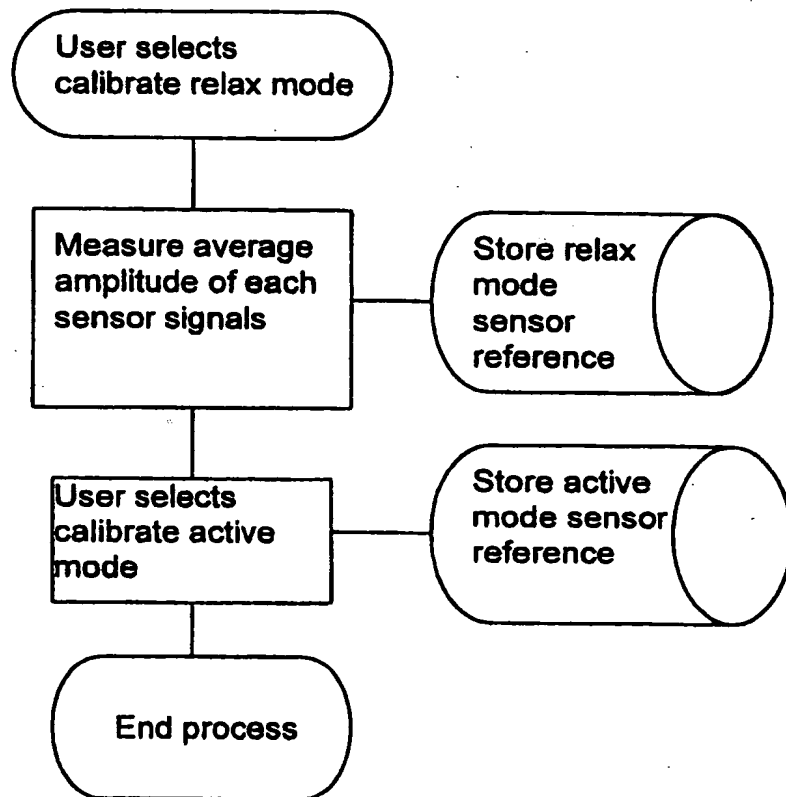 User selects
calibrate relax mode
Measure average
amplitude of each
sensor signals
Store relax
mode
sensor
reference
User selects
calibrate active
mode
Store active
mode sensor
reference
End process